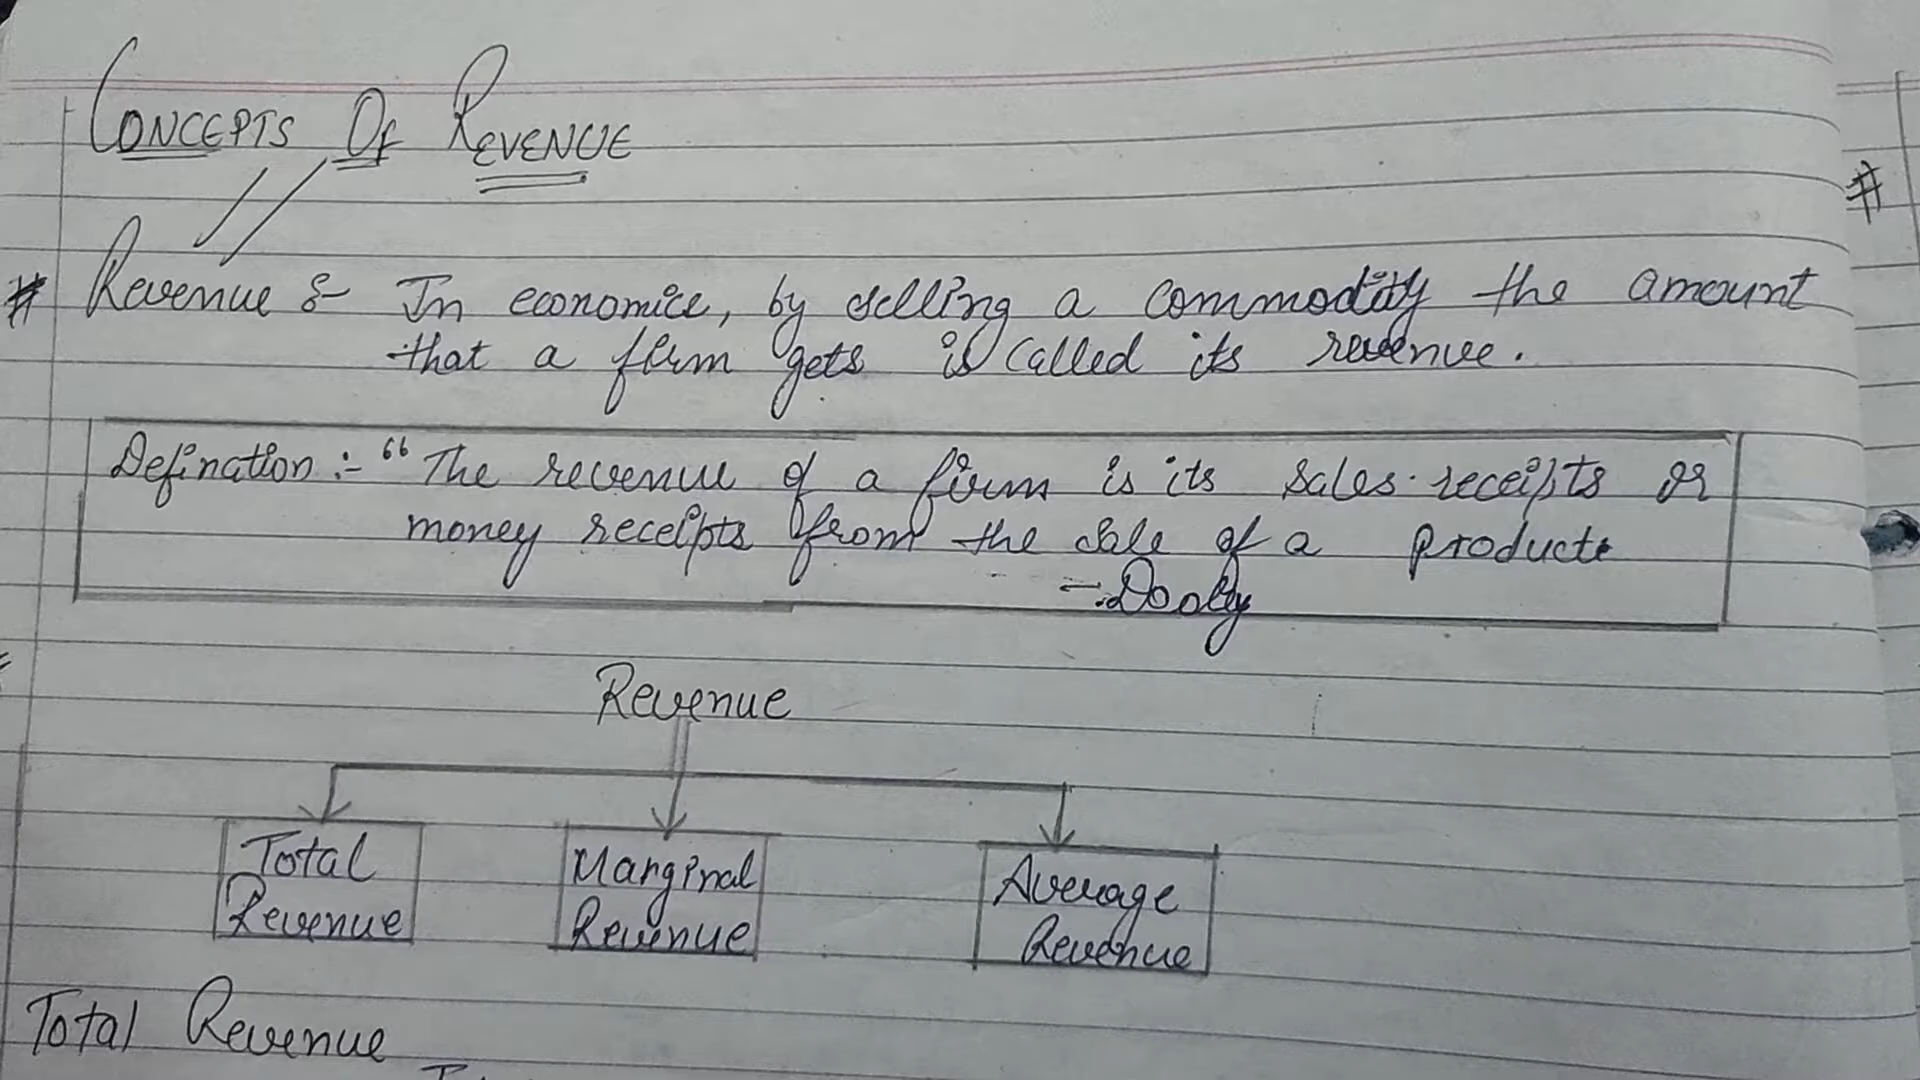 CONCEPTS OF REVENUE
# Revenue :- In economice, by selling a commodity the amount
that a firm gets is called its revenue.
Defination :- “ The revenue of a firm is its sales receipts or
money receipts from the sale of a product.
- Dooley
Revenue
Total Revenue
Marginal Revenue
Average Revenue
Total Revenue
#